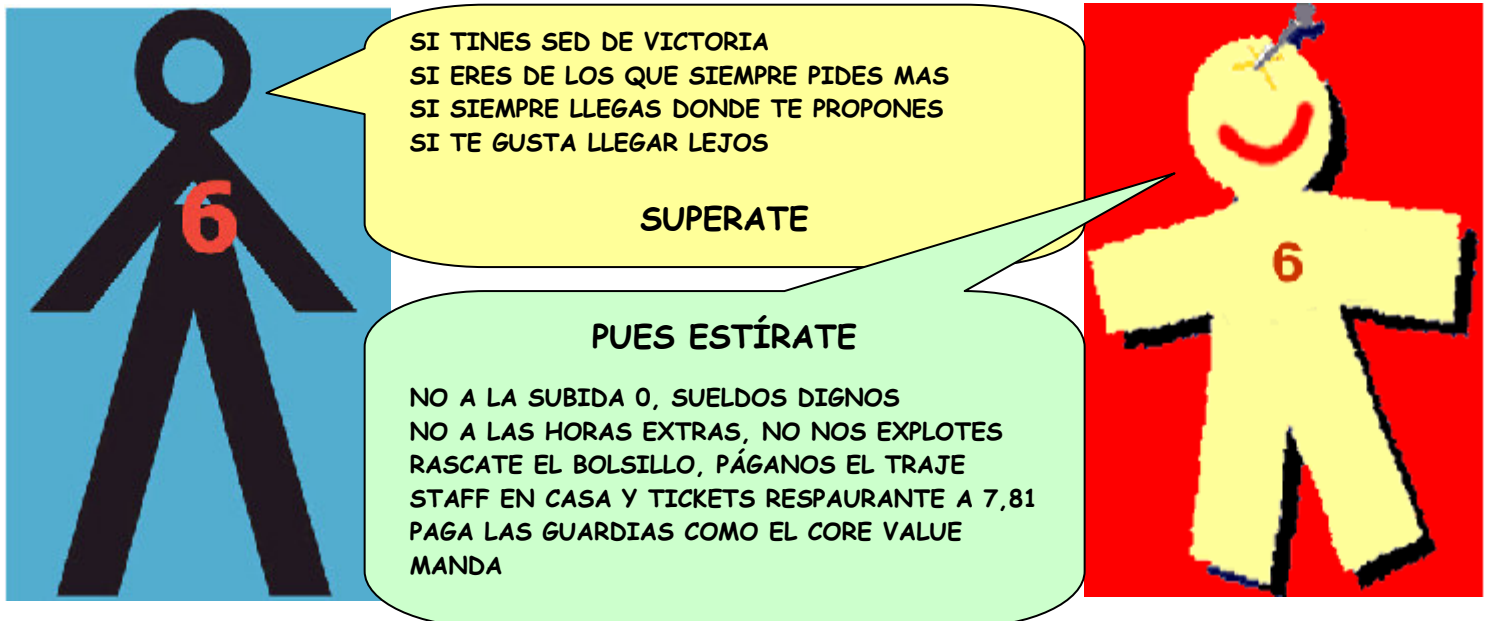 SI TINES SED DE VICTORIA
SI ERES DE LOS QUE SIEMPRE PIDES MAS
SI SIEMPRE LLEGAS DONDE TE PROPONES
SI TE GUSTA LLEGAR LEJOS
SUPERATE
6
6
PUES ESTÍRATE
NO A LA SUBIDA 0, SUELDOS DIGNOS
NO A LAS HORAS EXTRAS, NO NOS EXPLOTES
RASCATE EL BOLSILLO, PÁGANOS EL TRAJE
STAFF EN CASA Y TICKETS RESPAURANTE A 7,81
PAGA LAS GUARDIAS COMO EL CORE VALUE
MANDA